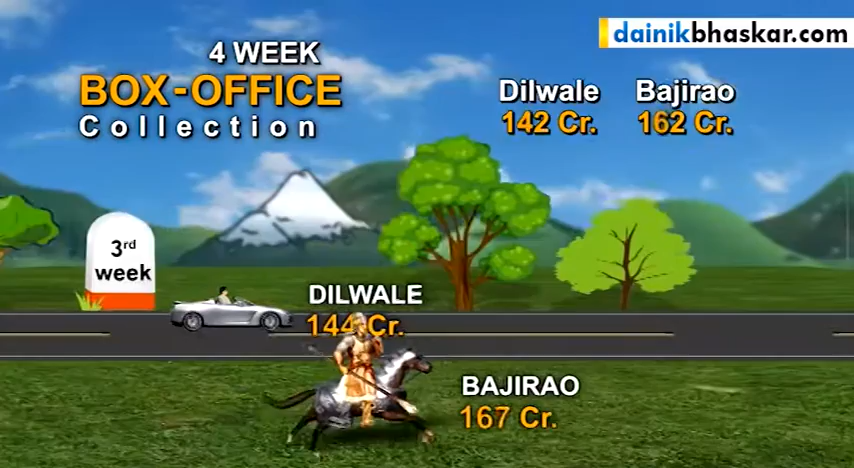 dainikbhaskar.com
4 WEEK
BOX-OFFICE
Collection
Dilwale Bajirao
142 Cr. 162 Cr.
3rd
week
DILWALE
144 Cr.
BAJIRAO
167 Cr.